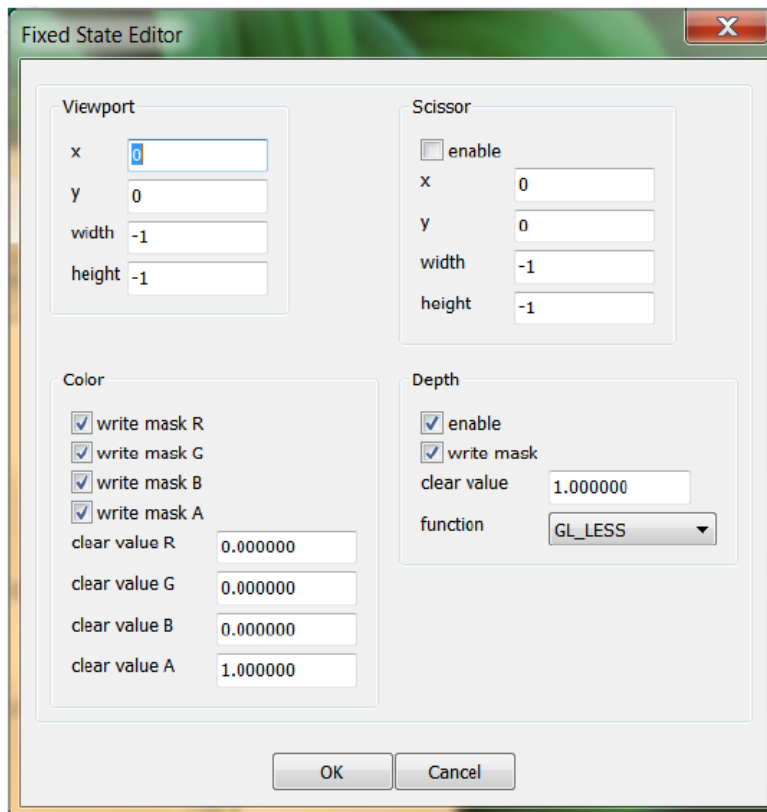 Fixed State Editor
Viewport
x 0
y 0
width -1
height -1
Scissor
enable
x 0
y 0
width -1
height -1
Color
write mask R
write mask G
write mask B
write mask A
clear value R 0.000000
clear value G 0.000000
clear value B 0.000000
clear value A 1.000000
Depth
enable
write mask
clear value 1.000000
function GL_LESS
OK Cancel